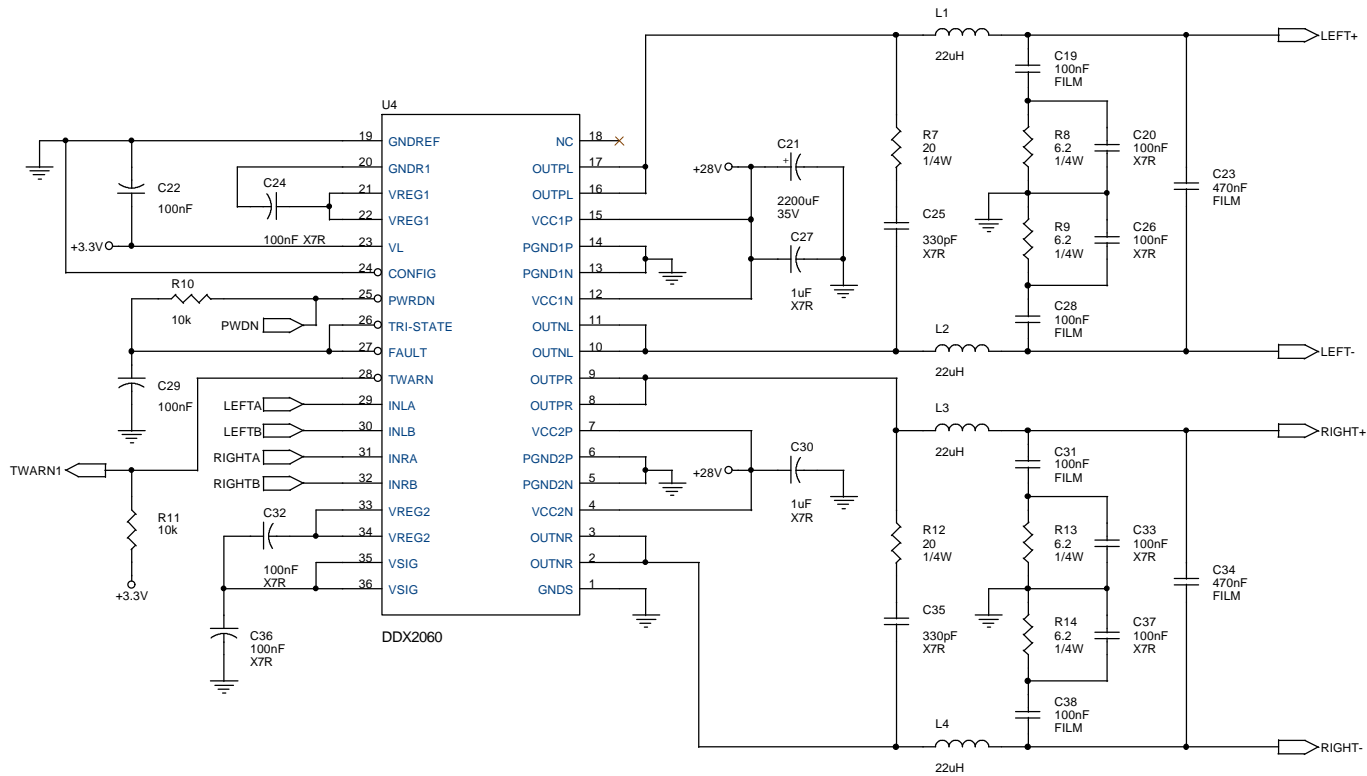 L1
22uH
LEFT+
C19
100nF
FILM
U4
19 GNDREF
20 GNDR1
21 VREG1
22 VREG1
23 VL
24 CONFIG
25 PWRDN
26 TRI-STATE
27 FAULT
28 TWARN
29 INLA
30 INLB
31 INRA
32 INRB
33 VREG2
34 VREG2
35 VSIG
36 VSIG
NC 18
OUTPL 17
OUTPL 16
VCC1P 15
PGND1P 14
PGND1N 13
VCC1N 12
OUTNL 11
OUTNL 10
OUTPR 9
OUTPR 8
VCC2P 7
PGND2P 6
PGND2N 5
VCC2N 4
OUTNR 3
OUTNR 2
GNDS 1
DDX2060
C22
100nF
C24
100nF X7R
+3.3V
R10
10k
PWDN
C29
100nF
LEFTA
LEFTB
RIGHTA
RIGHTB
TWARN1
R11
10k
+3.3V
C32
100nF
X7R
C36
100nF
X7R
+28V
C21
+
2200uF
35V
C27
1uF
X7R
+28V
C30
1uF
X7R
R7
20
1/4W
C25
330pF
X7R
R8
6.2
1/4W
C20
100nF
X7R
R9
6.2
1/4W
C26
100nF
X7R
C23
470nF
FILM
C28
100nF
FILM
L2
22uH
LEFT-
L3
22uH
RIGHT+
C31
100nF
FILM
R12
20
1/4W
C35
330pF
X7R
R13
6.2
1/4W
C33
100nF
X7R
R14
6.2
1/4W
C37
100nF
X7R
C34
470nF
FILM
C38
100nF
FILM
L4
22uH
RIGHT-